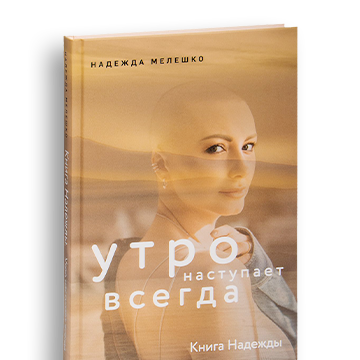 НАДЕЖДА МЕЛЕШКО
утро
наступает
всегда
Книга Надежды